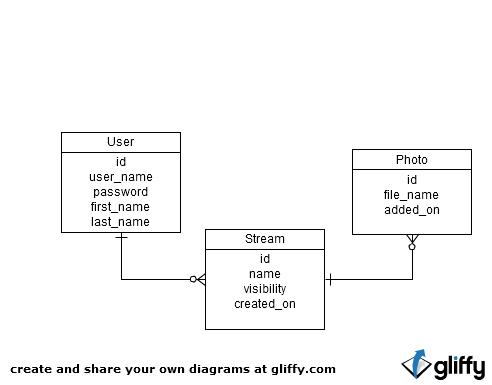 User
id
user_name
password
first_name
last_name
Photo
id
file_name
added_on
Stream
id
name
visibility
created_on
create and share your own diagrams at gliffy.com
gliffy